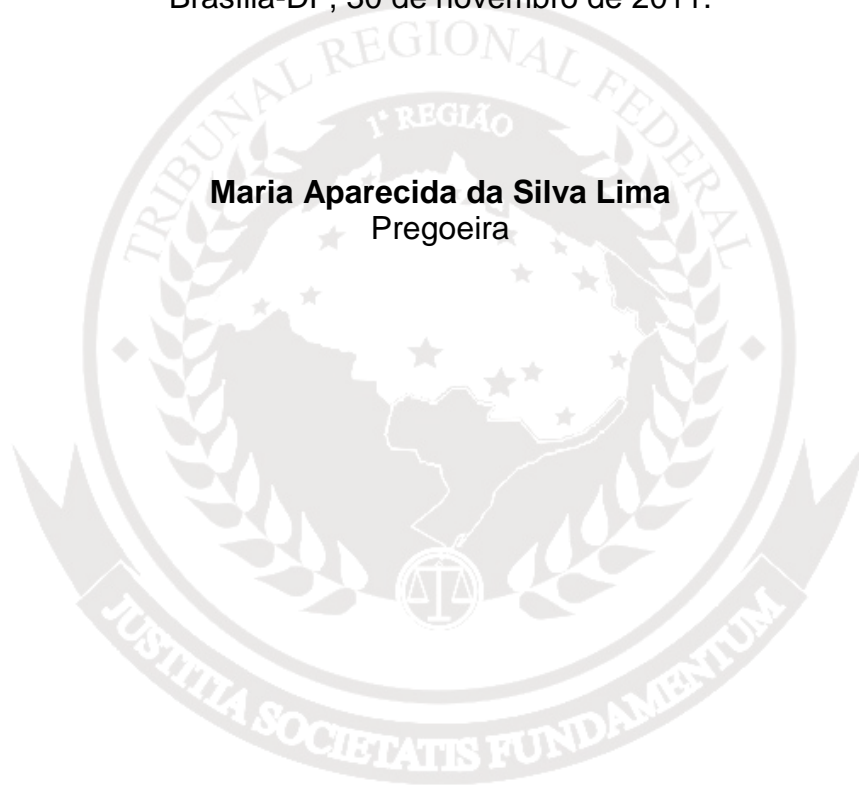 Brasília-DF, 30 de novembro de 2011.
TRIBUNAL REGIONAL FEDERAL
1ª REGIÃO
Maria Aparecida da Silva Lima
Pregoeira
JUSTITIA SOCIETATIS FUNDAMENTUM